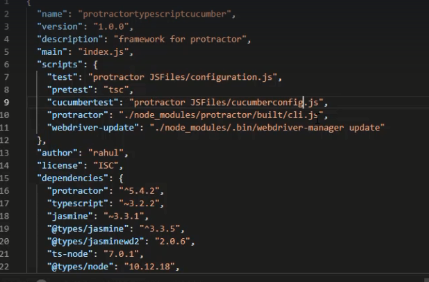 1 {
2 "name": "protractortypescriptcucumber",
3 "version": "1.0.0",
4 "description": "framework for protractor",
5 "main": "index.js",
6 "scripts": {
7 "test": "protractor JSFiles/configuration.js",
8 "pretest": "tsc",
9 "cucumbertest": "protractor JSFiles/cucumberconfig.js",
10 "protractor": "./node_modules/protractor/built/cli.js",
11 "webdriver-update": "./node_modules/.bin/webdriver-manager update"
12 },
13 "author": "rahul",
14 "license": "ISC",
15 "dependencies": {
16 "protractor": "^5.4.2",
17 "typescript": "~3.2.2",
18 "jasmine": "~3.3.1",
19 "@types/jasmine": "^3.3.5",
20 "@types/jasminewd2": "2.0.6",
21 "ts-node": "7.0.1",
22 "@types/node": "10.12.18",